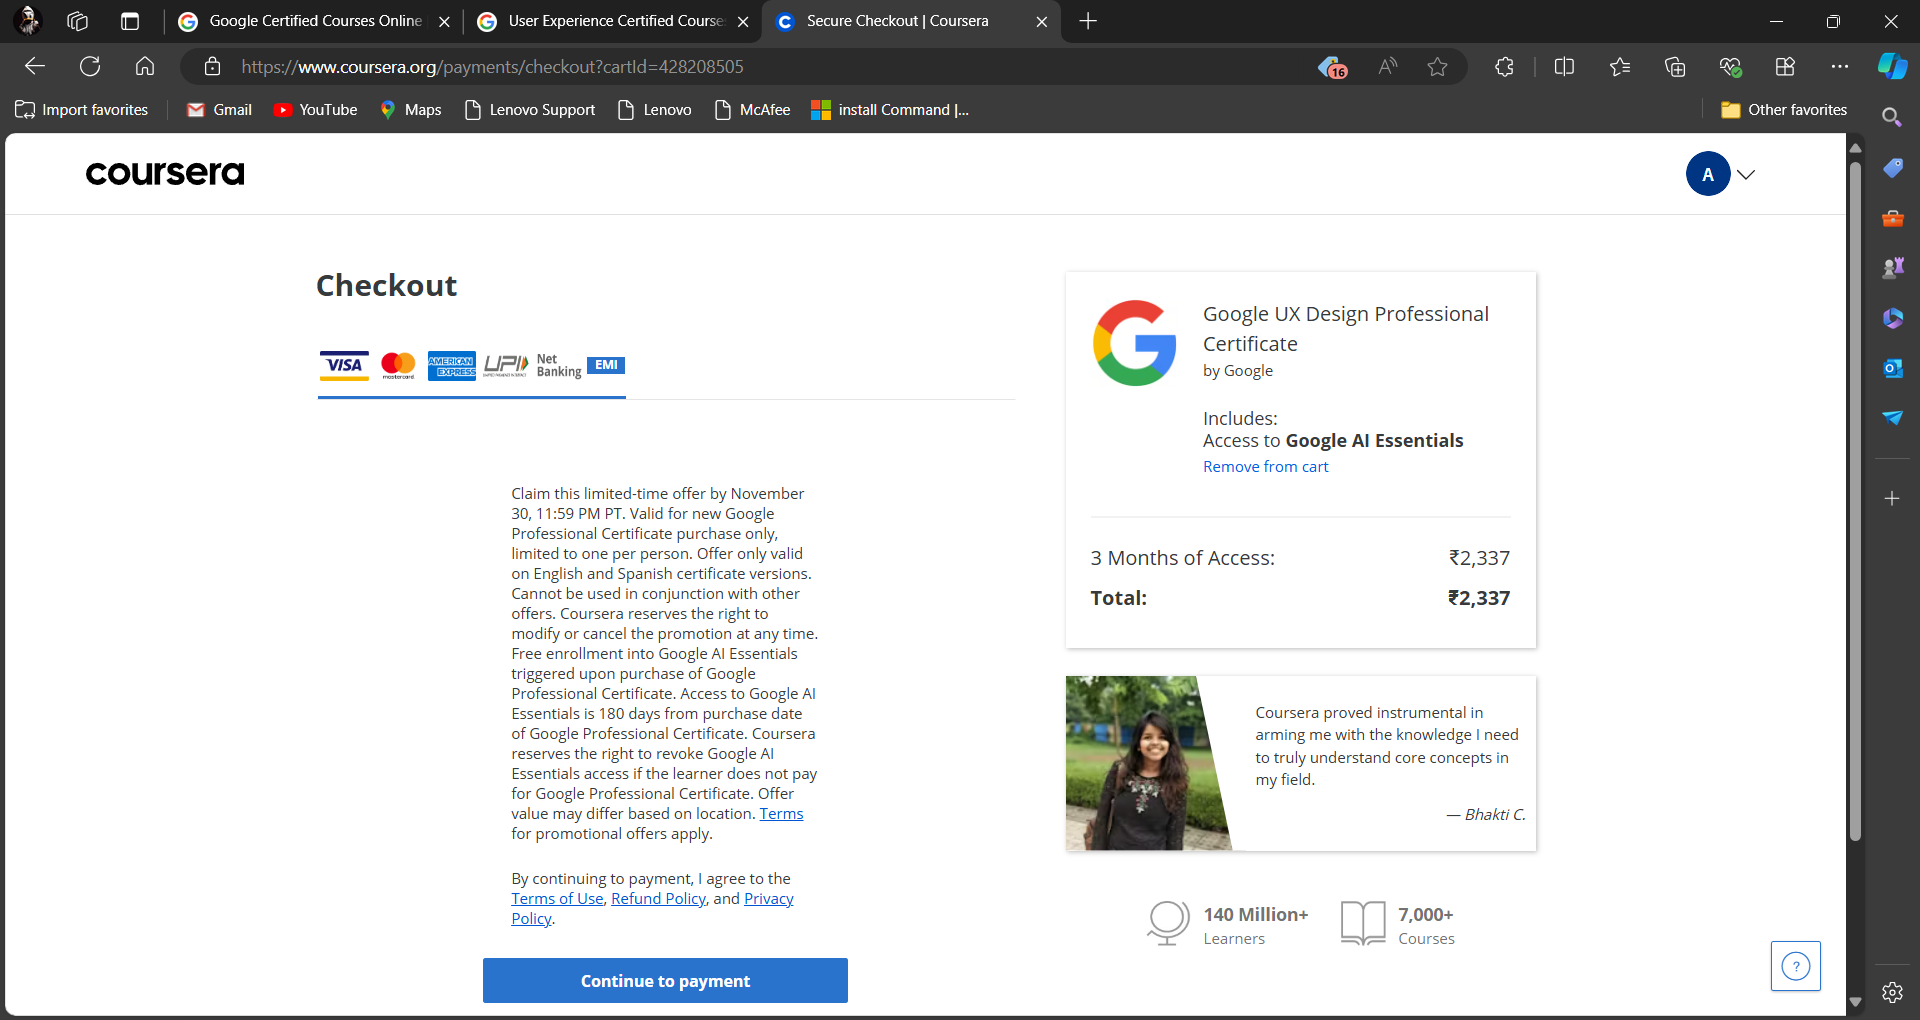 Google Certified Courses Online
User Experience Certified Course
Secure Checkout | Coursera
https://www.coursera.org/payments/checkout?cartId=428208505
16
Import favorites
Gmail
YouTube
Maps
Lenovo Support
Lenovo
McAfee
install Command |...
Other favorites
coursera
A
Checkout
VISA
mastercard
AMERICAN EXPRESS
UPI
Net
Banking
EMI
Claim this limited-time offer by November
30, 11:59 PM PT. Valid for new Google
Professional Certificate purchase only,
limited to one per person. Offer only valid
on English and Spanish certificate versions.
Cannot be used in conjunction with other
offers. Coursera reserves the right to
modify or cancel the promotion at any time.
Free enrollment into Google AI Essentials
triggered upon purchase of Google
Professional Certificate. Access to Google AI
Essentials is 180 days from purchase date
of Google Professional Certificate. Coursera
reserves the right to revoke Google AI
Essentials access if the learner does not pay
for Google Professional Certificate. Offer
value may differ based on location. Terms
for promotional offers apply.
By continuing to payment, I agree to the
Terms of Use, Refund Policy, and Privacy
Policy.
Continue to payment
Google UX Design Professional
Certificate
by Google
Includes:
Access to Google AI Essentials
Remove from cart
3 Months of Access: ₹2,337
Total: ₹2,337
Coursera proved instrumental in
arming me with the knowledge I need
to truly understand core concepts in
my field.
— Bhakti C.
140 Million+
Learners
7,000+
Courses
?